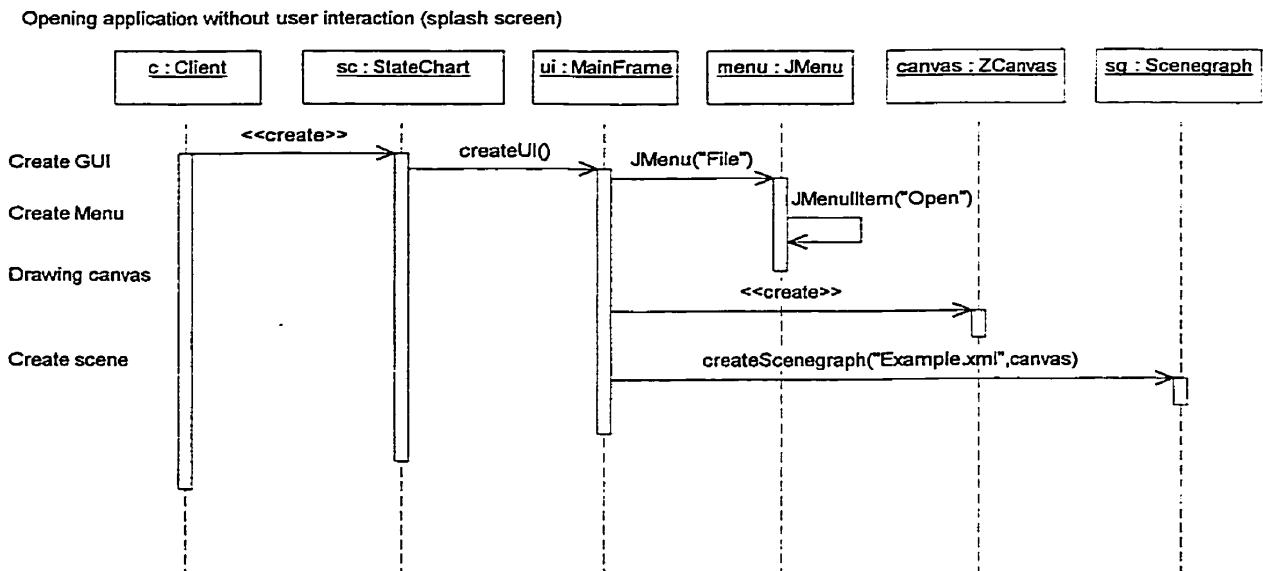 Opening application without user interaction (splash screen)
c : Client
sc : StateChart
ui : MainFrame
menu : JMenu
canvas : ZCanvas
sg : Scenegraph
<<create>>
Create GUI
createUI()
JMenu("File")
JMenuItem("Open")
Create Menu
Drawing canvas
<<create>>
Create scene
createScenegraph("Example.xml",canvas)